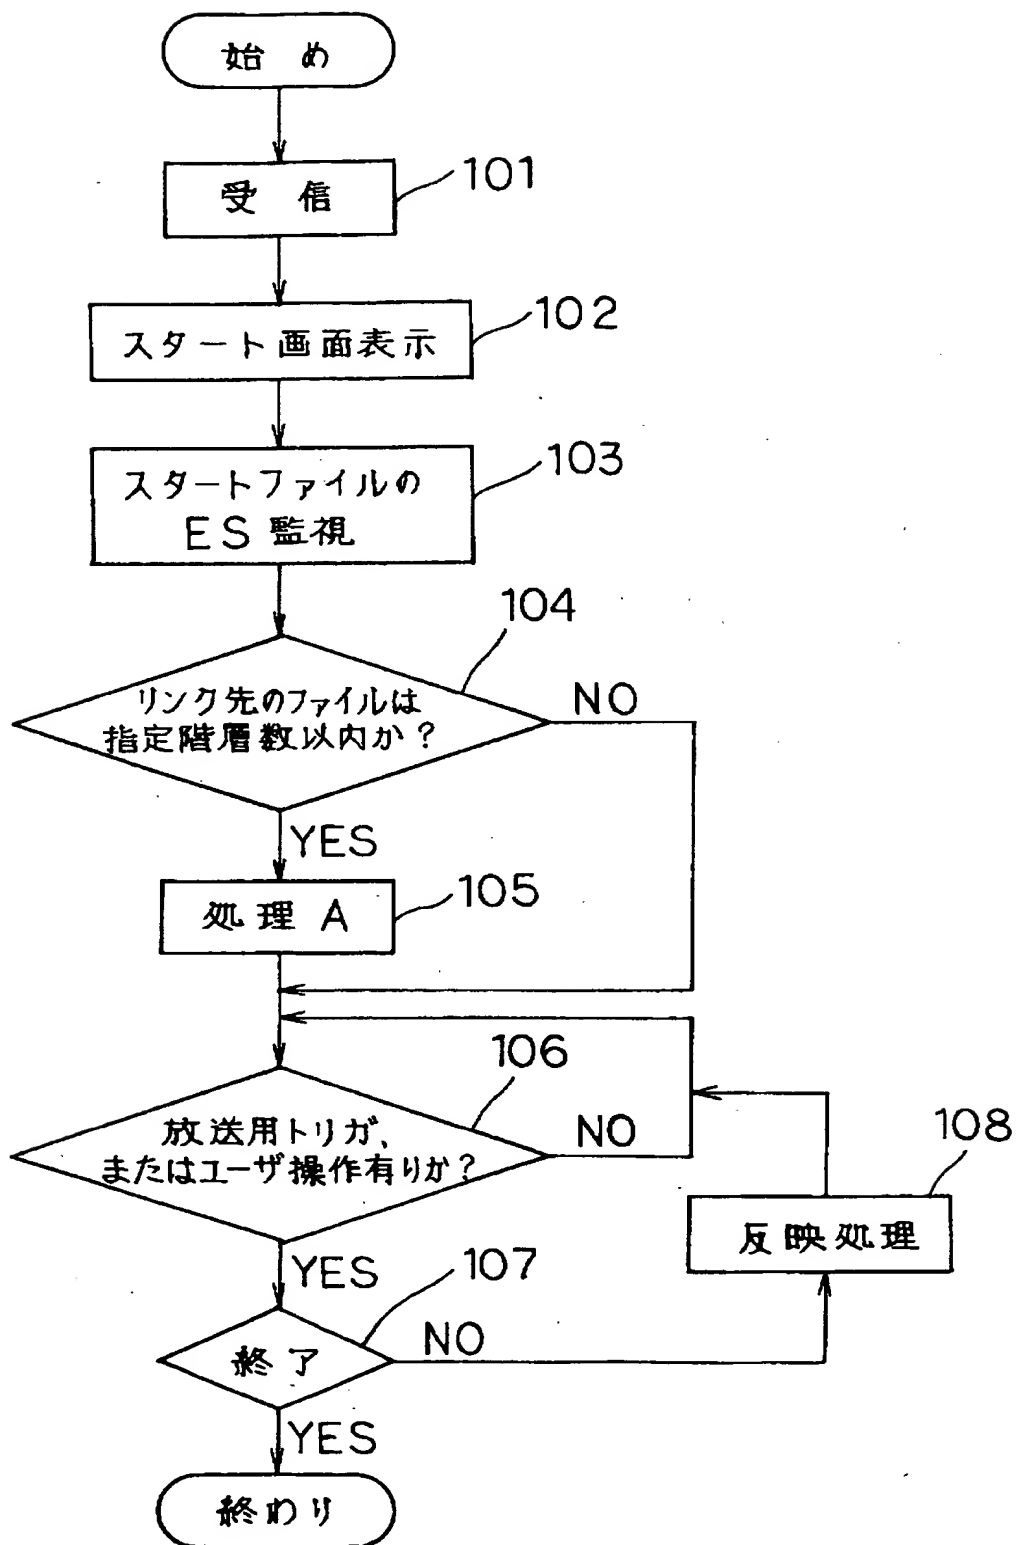 始め
受信
101
スタート画面表示
102
スタートファイルの
ES監視
103
104
リンク先のファイルは
指定階層数以内か?
NO
YES
処理A
105
106
放送用トリガ、
またはユーザ操作有りか?
NO
108
反映処理
YES
107
終了
NO
YES
終わり